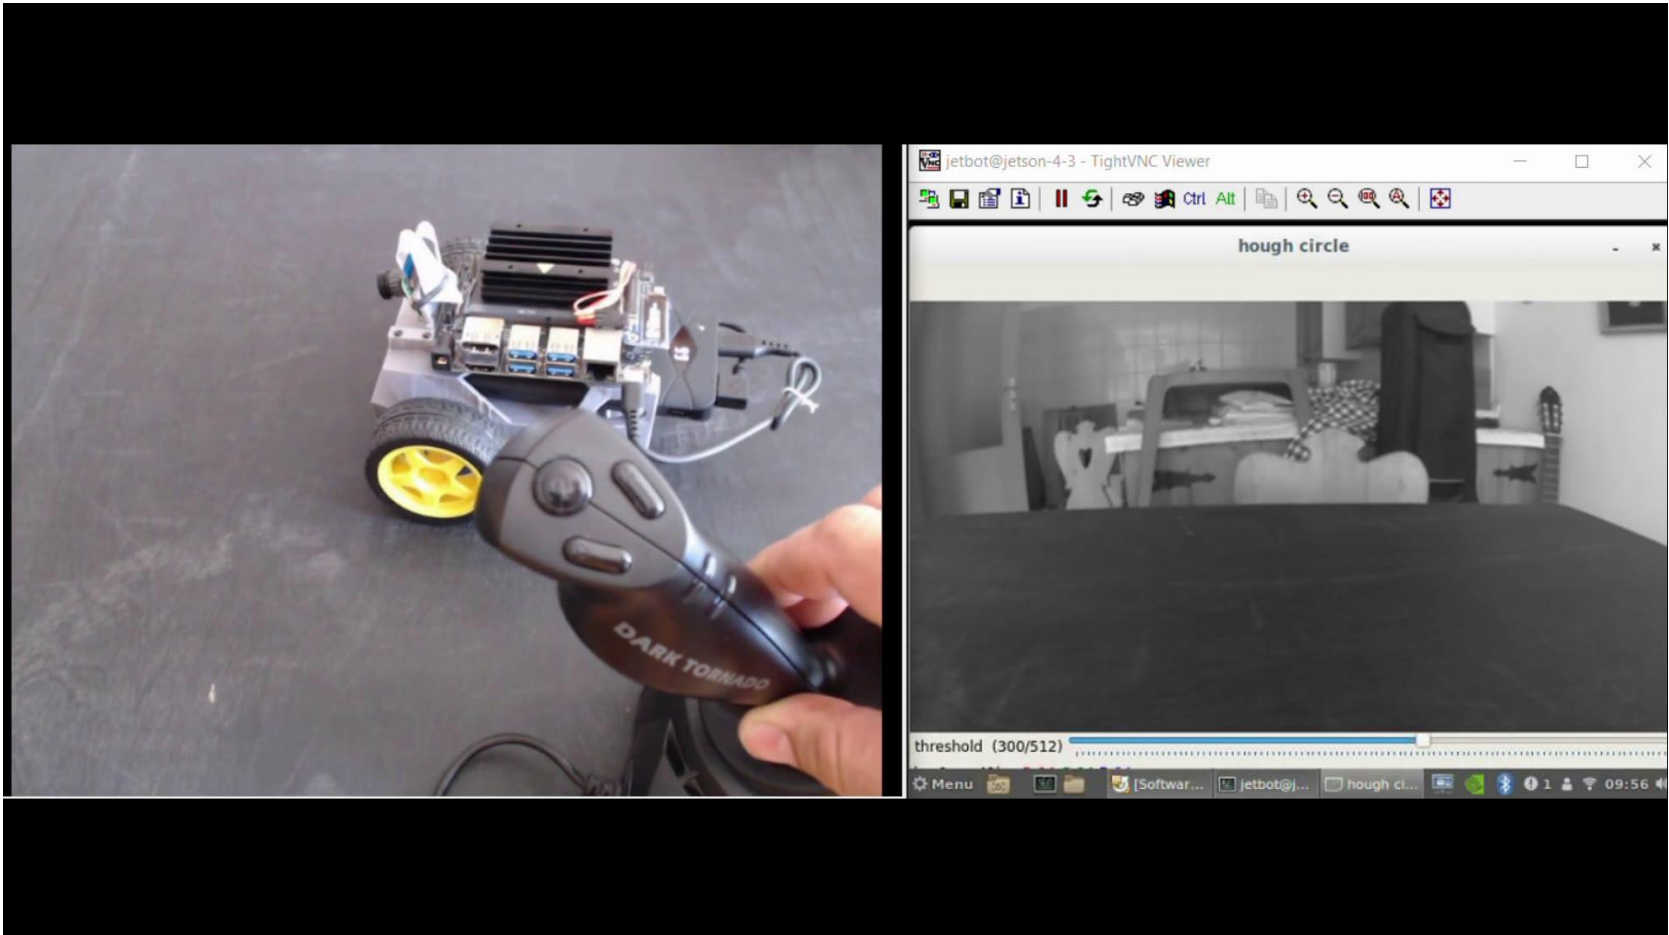 DARK TORNADO
jetbot@jetson-4-3 - TightVNC Viewer
Ctrl Alt
hough circle
threshold (300/512)
Menu
[Softwar...
jetbot@j...
hough ci...
1
09:56